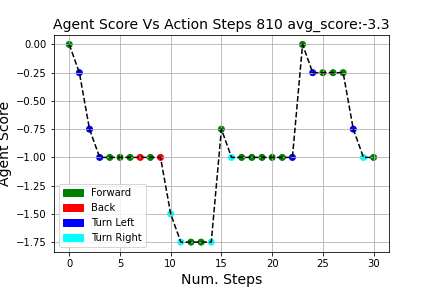 Agent Score Vs Action Steps 810 avg_score:-3.3
0.00
−0.25
−0.50
−0.75
−1.00
−1.25
−1.50
−1.75
Agent Score
Forward
Back
Turn Left
Turn Right
0 5 10 15 20 25 30
Num. Steps